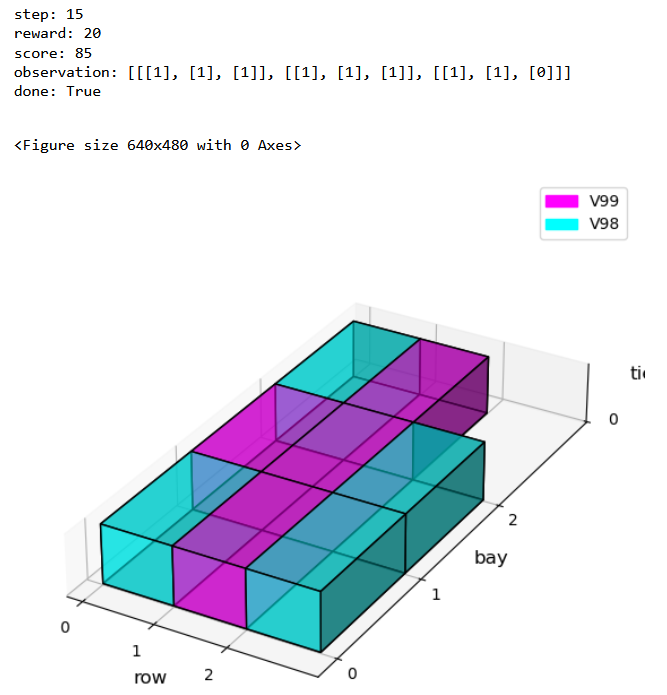 step: 15
reward: 20
score: 85
observation: [[[1], [1], [1]], [[1], [1], [1]], [[1], [1], [0]]]
done: True
<Figure size 640x480 with 0 Axes>
V99
V98
tie
0
2
bay
1
0
0
1
2
row